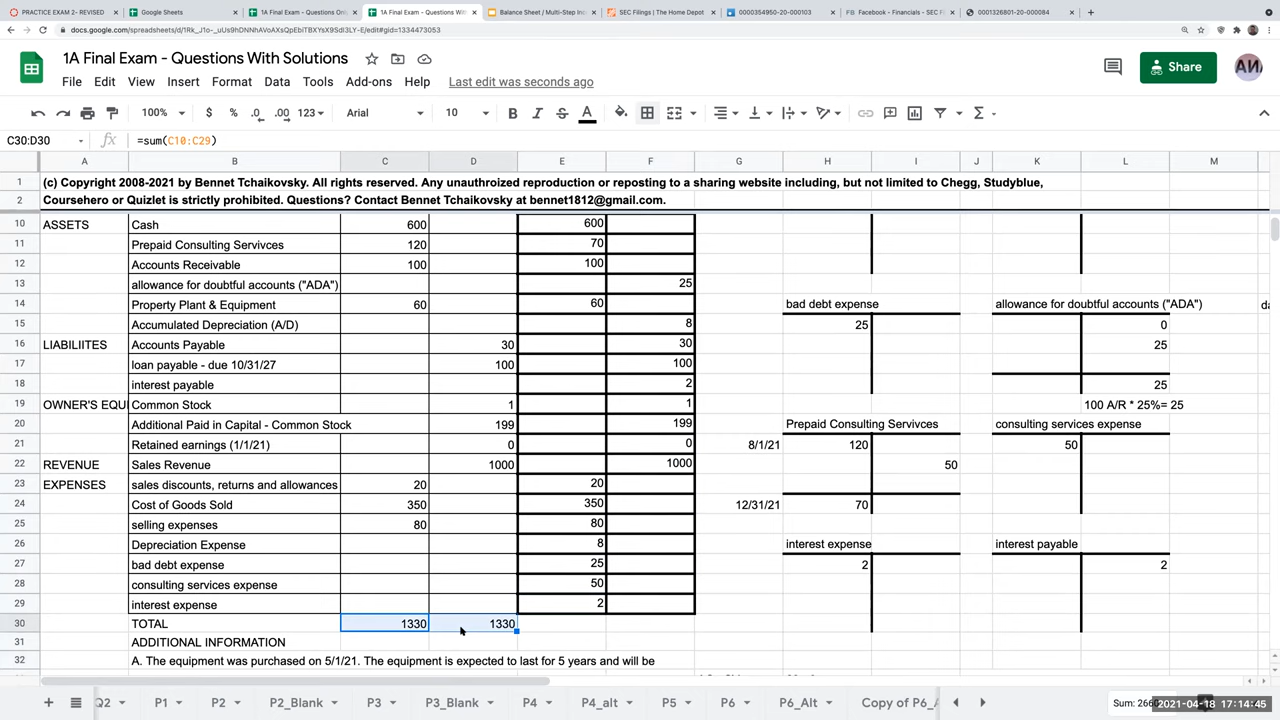 PRACTICE EXAM 2- REVISED
Google Sheets
1A Final Exam - Questions Onl
1A Final Exam - Questions With
Balance Sheet / Multi-Step Inc
SEC Filings | The Home Depot
0000354950-20-000103
Facebook - Financials - SEC F
0001326801-20-000084
1A Final Exam - Questions With Solutions
File Edit View Insert Format Data Tools Add-ons Help Last edit was seconds ago
Share
100% $ % .0 .00 123 Arial 10 B I S A
C30:D30 fx =sum(C10:C29)
A B C D E F G H I J K L M
1 (c) Copyright 2008-2021 by Bennet Tchaikovsky. All rights reserved. Any unauthroized reproduction or reposting to a sharing website including, but not limited to Chegg, Studyblue,
2 Coursehero or Quizlet is strictly prohibited. Questions? Contact Bennet Tchaikovsky at bennet1812@gmail.com.
10 ASSETS Cash 600 600
11 Prepaid Consulting Servivces 120 70
12 Accounts Receivable 100 100
13 allowance for doubtful accounts ("ADA") 25
14 Property Plant & Equipment 60 60 bad debt expense allowance for doubtful accounts ("ADA")
15 Accumulated Depreciation (A/D) 8 25 0
16 LIABILIITES Accounts Payable 30 30 25
17 loan payable - due 10/31/27 100 100
18 interest payable 2 25
19 OWNER'S EQU Common Stock 1 1 100 A/R * 25%= 25
20 Additional Paid in Capital - Common Stock 199 199 Prepaid Consulting Servivces consulting services expense
21 Retained earnings (1/1/21) 0 0 8/1/21 120 50
22 REVENUE Sales Revenue 1000 1000 50
23 EXPENSES sales discounts, returns and allowances 20 20
24 Cost of Goods Sold 350 350 12/31/21 70
25 selling expenses 80 80
26 Depreciation Expense 8 interest expense interest payable
27 bad debt expense 25 2 2
28 consulting services expense 50
29 interest expense 2
30 TOTAL 1330 1330
31 ADDITIONAL INFORMATION
32 A. The equipment was purchased on 5/1/21. The equipment is expected to last for 5 years and will be
Q2 P1 P2 P2_Blank P3 P3_Blank P4 P4_alt P5 P6 P6_Alt Copy of P6_A
2021-04-18 17:14:45